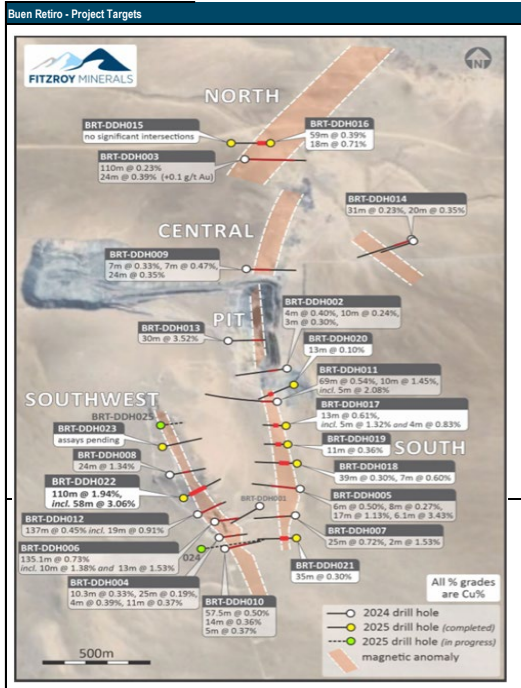 Buen Retiro - Project Targets
FITZROY MINERALS
N
NORTH
BRT-DDH015
no significant intersections
BRT-DDH016
59m @ 0.39%
18m @ 0.71%
BRT-DDH003
110m @ 0.23%
24m @ 0.39% (+0.1 g/t Au)
BRT-DDH014
31m @ 0.23%, 20m @ 0.35%
CENTRAL
BRT-DDH009
7m @ 0.33%, 7m @ 0.47%,
24m @ 0.35%
BRT-DDH002
4m @ 0.40%, 10m @ 0.24%,
3m @ 0.30%,
PIT
BRT-DDH013
30m @ 3.52%
BRT-DDH020
13m @ 0.10%
BRT-DDH011
69m @ 0.54%, 10m @ 1.45%,
incl. 5m @ 2.08%
SOUTHWEST
BRT-DDH025
BRT-DDH017
13m @ 0.61%,
incl. 5m @ 1.32% and 4m @ 0.83%
BRT-DDH023
assays pending
BRT-DDH019
11m @ 0.36%
SOUTH
BRT-DDH008
24m @ 1.34%
BRT-DDH018
39m @ 0.30%, 7m @ 0.60%
BRT-DDH022
110m @ 1.94%,
incl. 58m @ 3.06%
BRT-DDH001
BRT-DDH005
6m @ 0.50%, 8m @ 0.27%,
17m @ 1.13%, 6.1m @ 3.43%
BRT-DDH012
137m @ 0.45% incl. 19m @ 0.91%
BRT-DDH007
25m @ 0.72%, 2m @ 1.53%
BRT-DDH006
135.1m @ 0.73%
incl. 10m @ 1.38% and 13m @ 1.53%
024
BRT-DDH021
35m @ 0.30%
BRT-DDH004
10.3m @ 0.33%, 25m @ 0.19%,
4m @ 0.39%, 11m @ 0.37%
BRT-DDH010
57.5m @ 0.50%
14m @ 0.36%
5m @ 0.37%
All % grades
are Cu%
2024 drill hole
2025 drill hole (completed)
2025 drill hole (in progress)
magnetic anomaly
500m